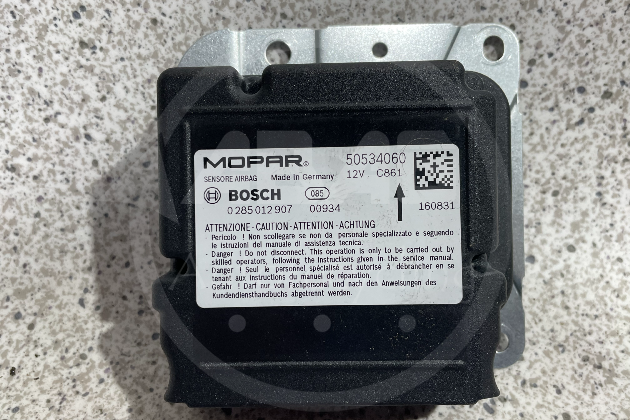 MOPAR® 50534060
SENSORE AIRBAG Made In Germany 12V C861
BOSCH 085
0 285 012 907 00934 160831
ATTENZIONE-CAUTION-ATTENTION-ACHTUNG
- Pericolo ! Non scollegare se non da personale specializzato e seguendo
le istruzioni del manuale di assistenza tecnica.
- Danger ! Do not disconnect. This operation is only to be carried out by
skilled operators, following the instructions given in the service manual.
- Danger ! Seul le personnel spécialisé est autorisé à débrancher en se
tenant aux instructions du manuel de réparation.
- Gefahr ! Darf nur von Fachpersonal und nach den Anweisungen des
Kundendiensthandbuchs abgetrennt werden.